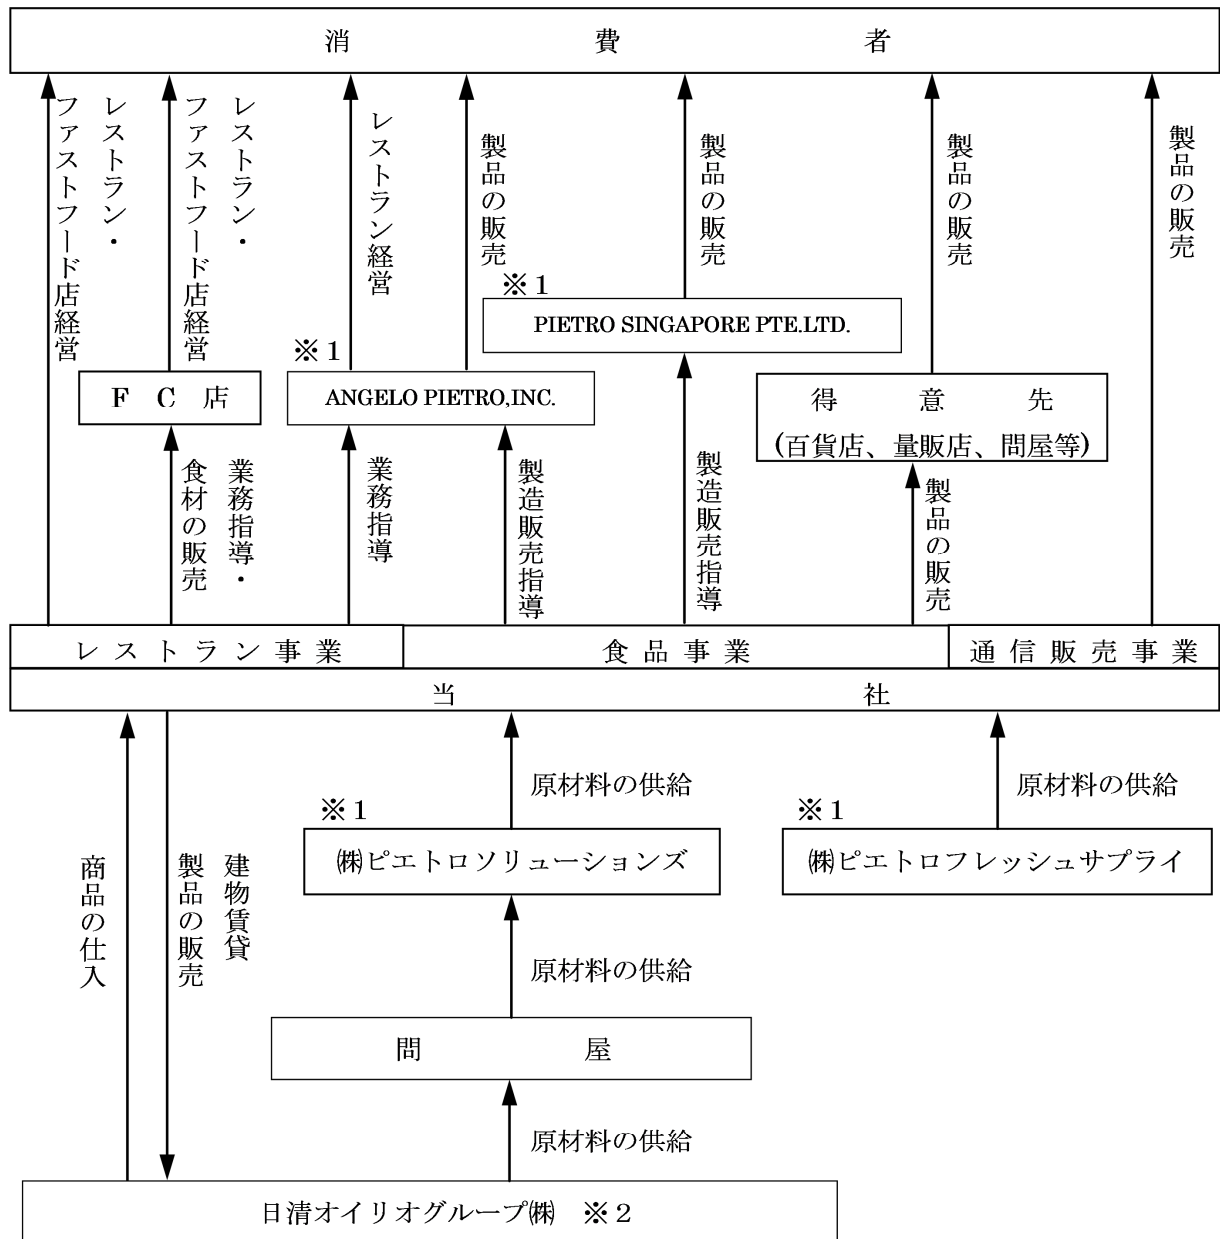 消費者
レストラン・
ファストフード店経営
レストラン・
ファストフード店経営
レストラン経営
製品の販売
製品の販売
製品の販売
製品の販売
※1
PIETRO SINGAPORE PTE.LTD.
※1
FC店
ANGELO PIETRO,INC.
得意先
(百貨店、量販店、問屋等)
業務指導・
食材の販売
業務指導
製造販売指導
製造販売指導
製品の販売
レストラン事業
食品事業
通信販売事業
当社
原材料の供給
原材料の供給
※1
※1
㈱ピエトロソリューションズ
㈱ピエトロフレッシュサプライ
商品の仕入
建物賃貸
製品の販売
原材料の供給
問屋
原材料の供給
日清オイリオグループ㈱ ※2